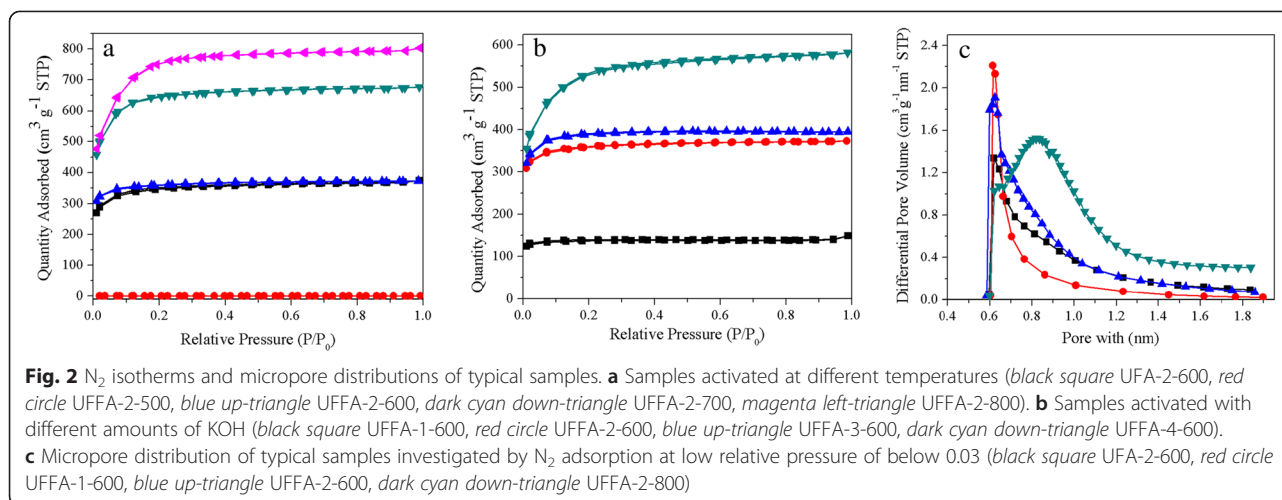 a
800
700
600
500
400
300
200
100
0
Quantity Adsorbed (cm³ g⁻¹ STP)
0.0 0.2 0.4 0.6 0.8 1.0
Relative Pressure (P/P₀)
b
600
500
400
300
200
100
0
Quantity Adsorbed (cm³ g⁻¹ STP)
0.0 0.2 0.4 0.6 0.8 1.0
Relative Pressure (P/P₀)
c
2.4
2.0
1.6
1.2
0.8
0.4
0.0
Differential Pore Volume (cm³g⁻¹nm⁻¹ STP)
0.4 0.6 0.8 1.0 1.2 1.4 1.6 1.8
Pore with (nm)
Fig. 2 N₂ isotherms and micropore distributions of typical samples. a Samples activated at different temperatures (black square UFA-2-600, red
circle UFFA-2-500, blue up-triangle UFFA-2-600, dark cyan down-triangle UFFA-2-700, magenta left-triangle UFFA-2-800). b Samples activated with
different amounts of KOH (black square UFFA-1-600, red circle UFFA-2-600, blue up-triangle UFFA-3-600, dark cyan down-triangle UFFA-4-600).
c Micropore distribution of typical samples investigated by N₂ adsorption at low relative pressure of below 0.03 (black square UFA-2-600, red circle
UFFA-1-600, blue up-triangle UFFA-2-600, dark cyan down-triangle UFFA-2-800)